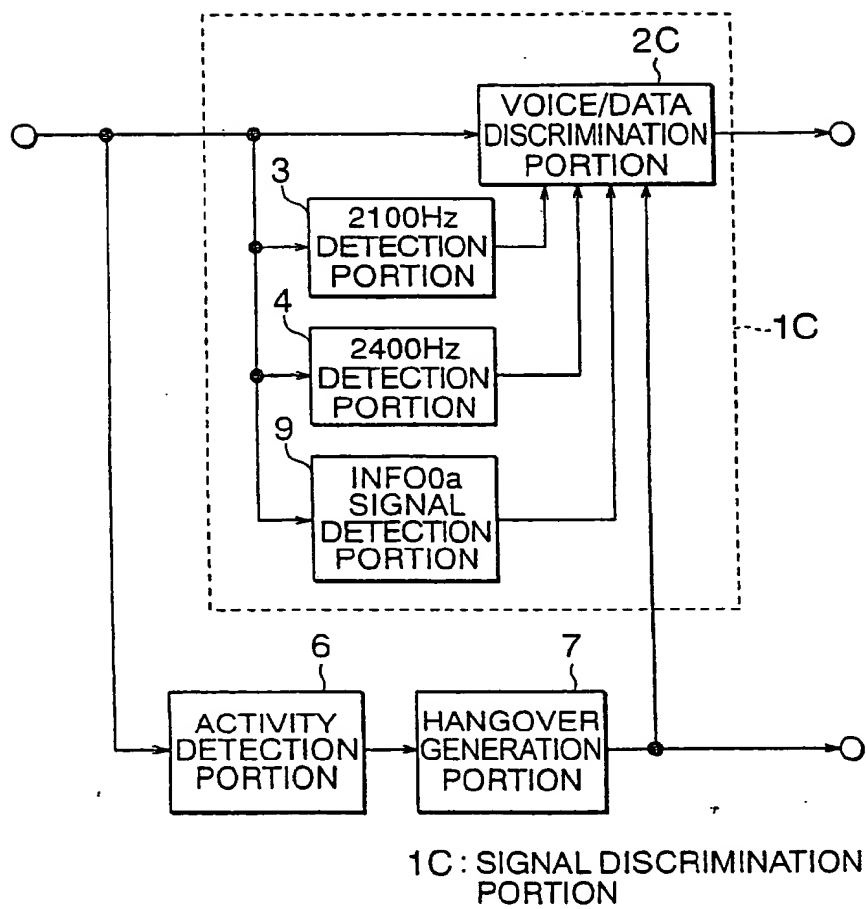 2C
VOICE/DATA
DISCRIMINATION
PORTION
3
2100Hz
DETECTION
PORTION
4
2400Hz
DETECTION
PORTION
1C
9
INFO0a
SIGNAL
DETECTION
PORTION
6
ACTIVITY
DETECTION
PORTION
7
HANGOVER
GENERATION
PORTION
1C : SIGNAL DISCRIMINATION
PORTION